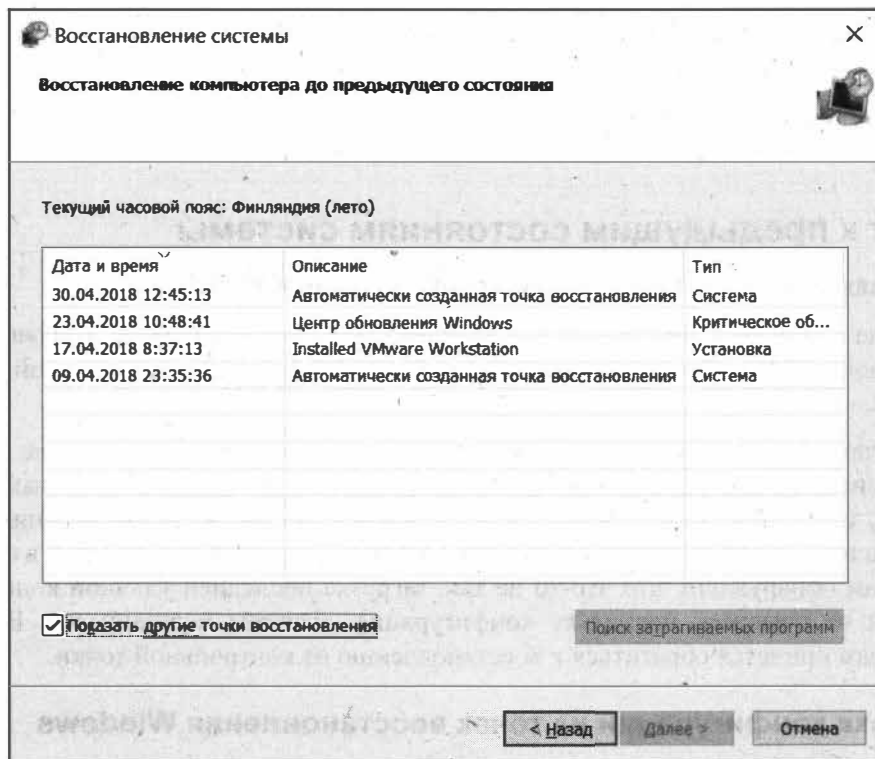 Восстановление системы
Восстановление компьютера до предыдущего состояния
Текущий часовой пояс: Финляндия (лето)
Дата и время Описание Тип
30.04.2018 12:45:13 Автоматически созданная точка восстановления Система
23.04.2018 10:48:41 Центр обновления Windows Критическое об...
17.04.2018 8:37:13 Installed VMware Workstation Установка
09.04.2018 23:35:36 Автоматически созданная точка восстановления Система
Показать другие точки восстановления
Поиск затрагиваемых программ
< Назад Далее > Отмена